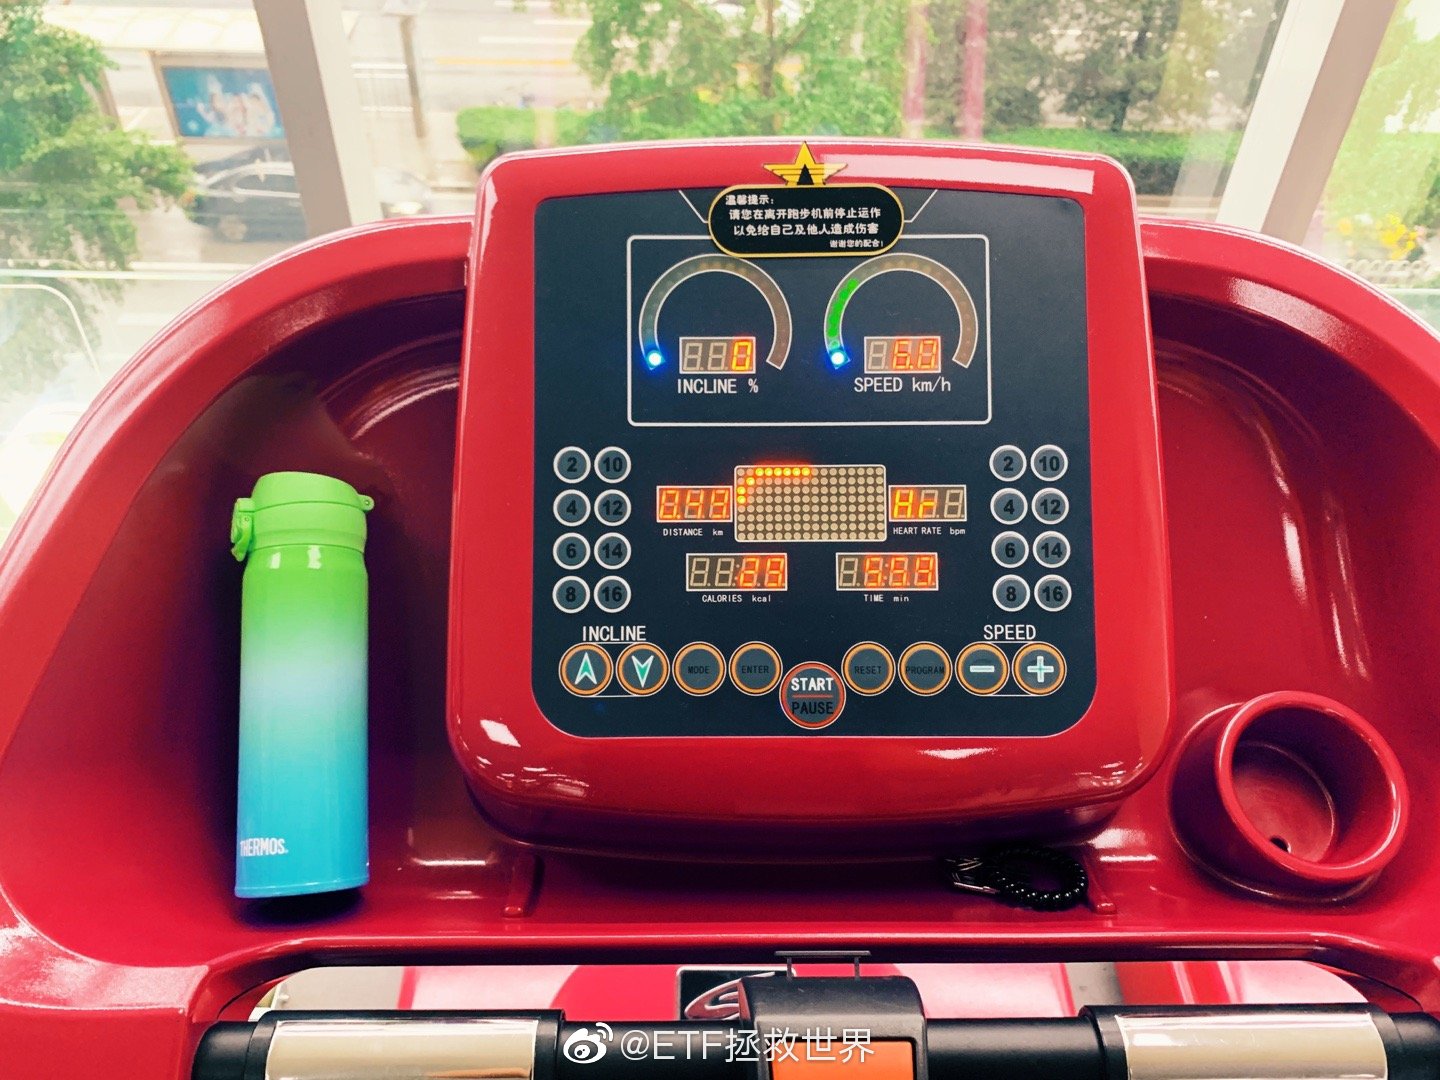 温馨提示:
请您在离开跑步机前停止运作
以免给自己及他人造成伤害
谢谢您的配合!
0
INCLINE %
SPEED km/h
2 10
4 12
6 14
8 16
DISTANCE km
Hr
HEART RATE bpm
CALORIES kcal
TIME min
2 10
4 12
6 14
8 16
INCLINE
SPEED
MODE
ENTER
START
PAUSE
RESET
PROGRAM
THERMOS
@ETF拯救世界